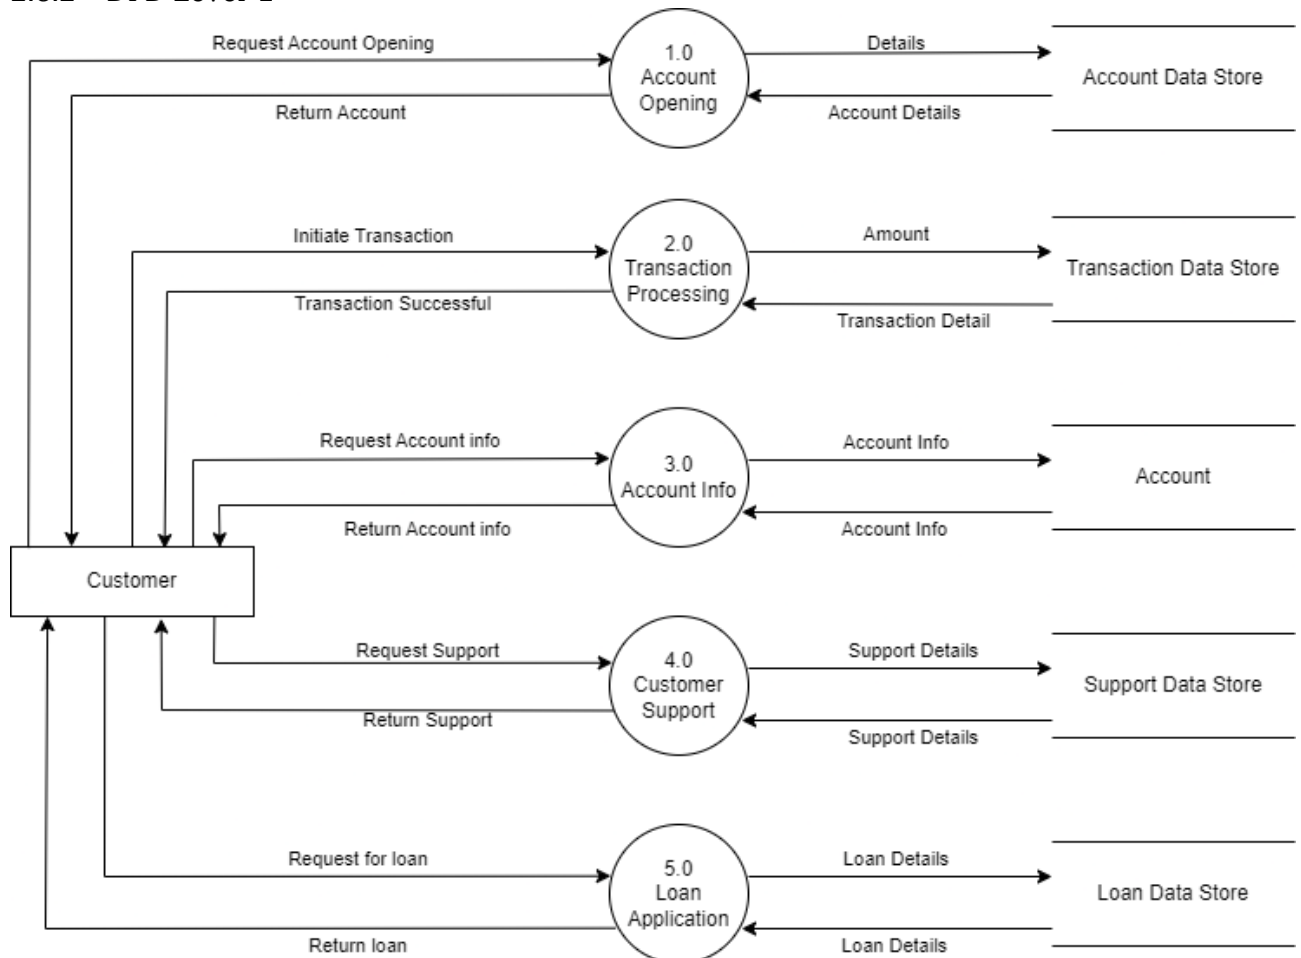 Request Account Opening
1.0
Account
Opening
Details
Account Data Store
Return Account
Account Details
Initiate Transaction
2.0
Transaction
Processing
Amount
Transaction Data Store
Transaction Successful
Transaction Detail
Request Account info
3.0
Account Info
Account Info
Account
Return Account info
Account Info
Customer
Request Support
4.0
Customer
Support
Support Details
Support Data Store
Return Support
Support Details
Request for loan
5.0
Loan
Application
Loan Details
Loan Data Store
Return loan
Loan Details